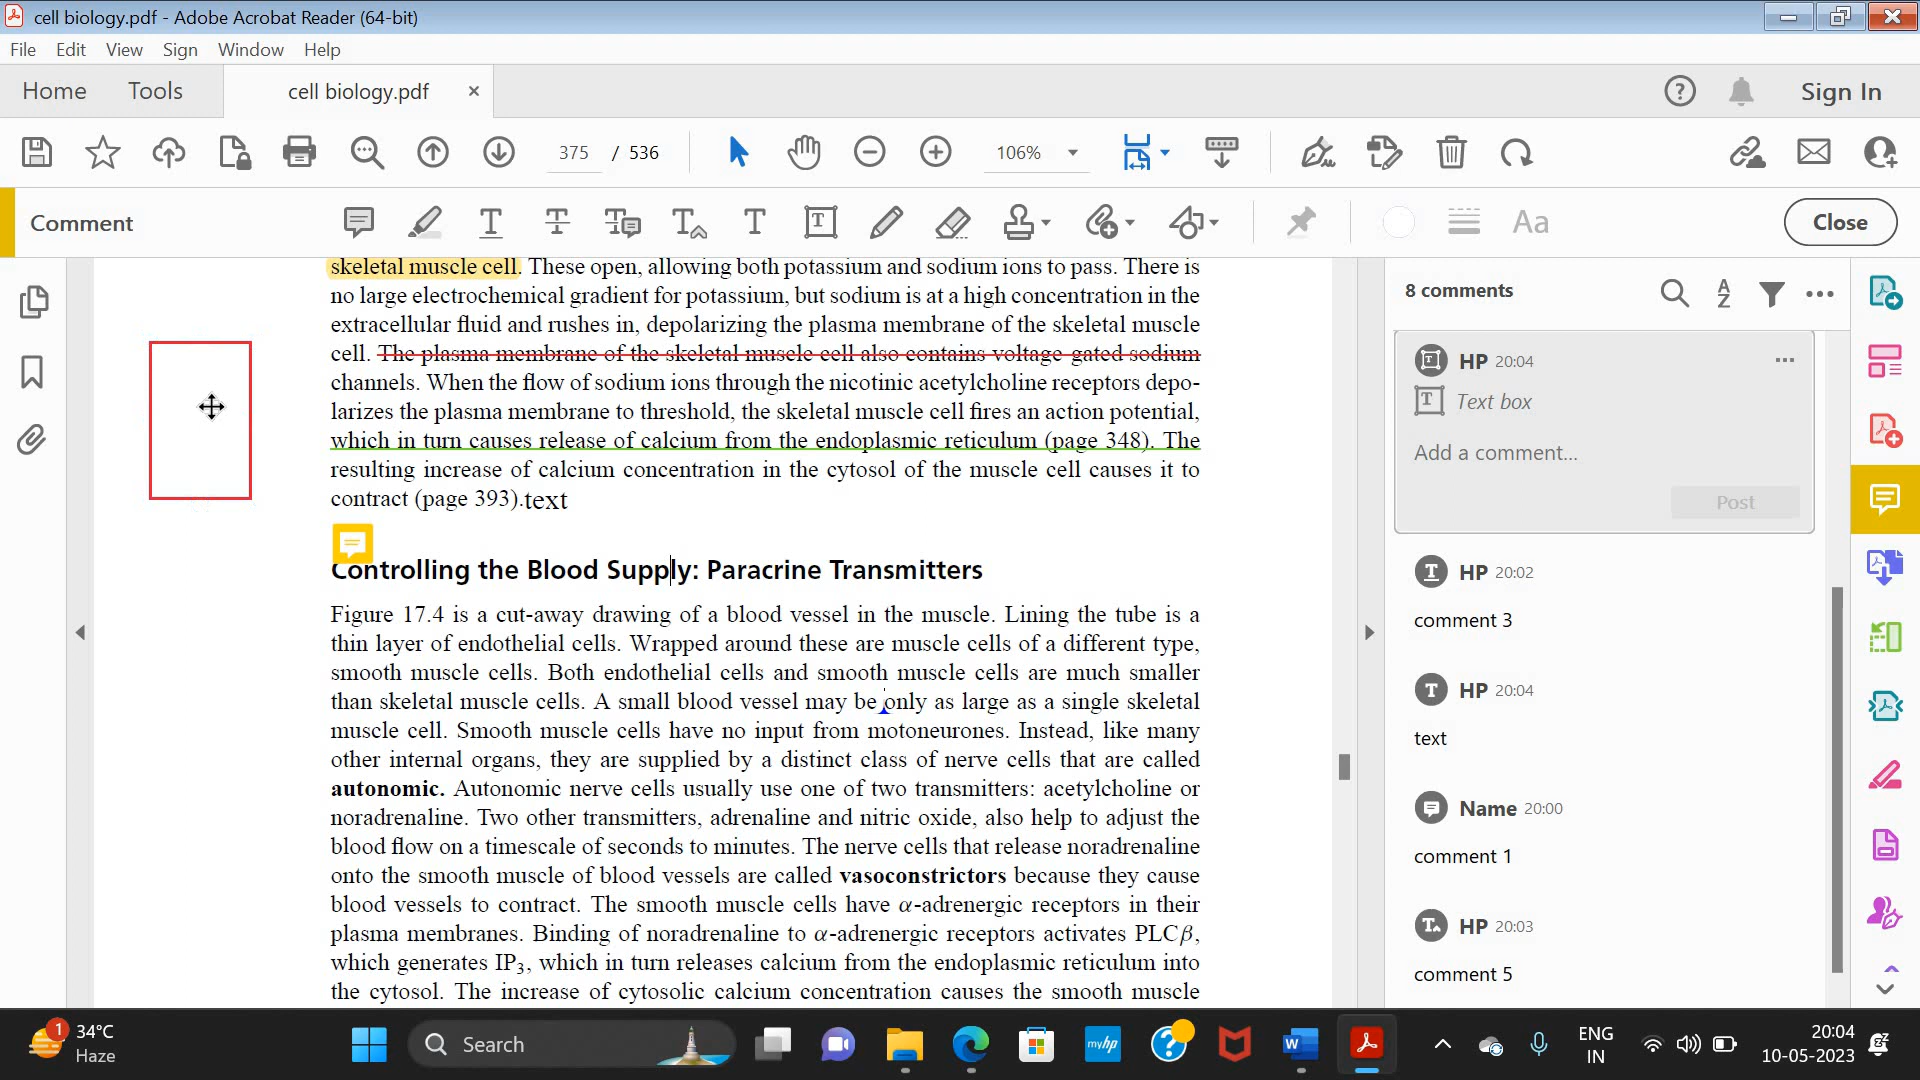 cell biology.pdf - Adobe Acrobat Reader (64-bit)
File Edit View Sign Window Help
Home Tools cell biology.pdf × Sign In
375 / 536 106%
Comment Close
skeletal muscle cell. These open, allowing both potassium and sodium ions to pass. There is
no large electrochemical gradient for potassium, but sodium is at a high concentration in the
extracellular fluid and rushes in, depolarizing the plasma membrane of the skeletal muscle
cell. The plasma membrane of the skeletal muscle cell also contains voltage-gated sodium
channels. When the flow of sodium ions through the nicotinic acetylcholine receptors depo-
larizes the plasma membrane to threshold, the skeletal muscle cell fires an action potential,
which in turn causes release of calcium from the endoplasmic reticulum (page 348). The
resulting increase of calcium concentration in the cytosol of the muscle cell causes it to
contract (page 393).text
Controlling the Blood Supply: Paracrine Transmitters
Figure 17.4 is a cut-away drawing of a blood vessel in the muscle. Lining the tube is a
thin layer of endothelial cells. Wrapped around these are muscle cells of a different type,
smooth muscle cells. Both endothelial cells and smooth muscle cells are much smaller
than skeletal muscle cells. A small blood vessel may be only as large as a single skeletal
muscle cell. Smooth muscle cells have no input from motoneurones. Instead, like many
other internal organs, they are supplied by a distinct class of nerve cells that are called
autonomic. Autonomic nerve cells usually use one of two transmitters: acetylcholine or
noradrenaline. Two other transmitters, adrenaline and nitric oxide, also help to adjust the
blood flow on a timescale of seconds to minutes. The nerve cells that release noradrenaline
onto the smooth muscle of blood vessels are called vasoconstrictors because they cause
blood vessels to contract. The smooth muscle cells have α-adrenergic receptors in their
plasma membranes. Binding of noradrenaline to α-adrenergic receptors activates PLCβ,
which generates IP₃, which in turn releases calcium from the endoplasmic reticulum into
the cytosol. The increase of cytosolic calcium concentration causes the smooth muscle
8 comments
HP 20:04
Text box
Add a comment...
Post
HP 20:02
comment 3
HP 20:04
text
Name 20:00
comment 1
HP 20:03
comment 5
1 34°C
Haze
Search
myhp
ENG
IN
20:04
10-05-2023